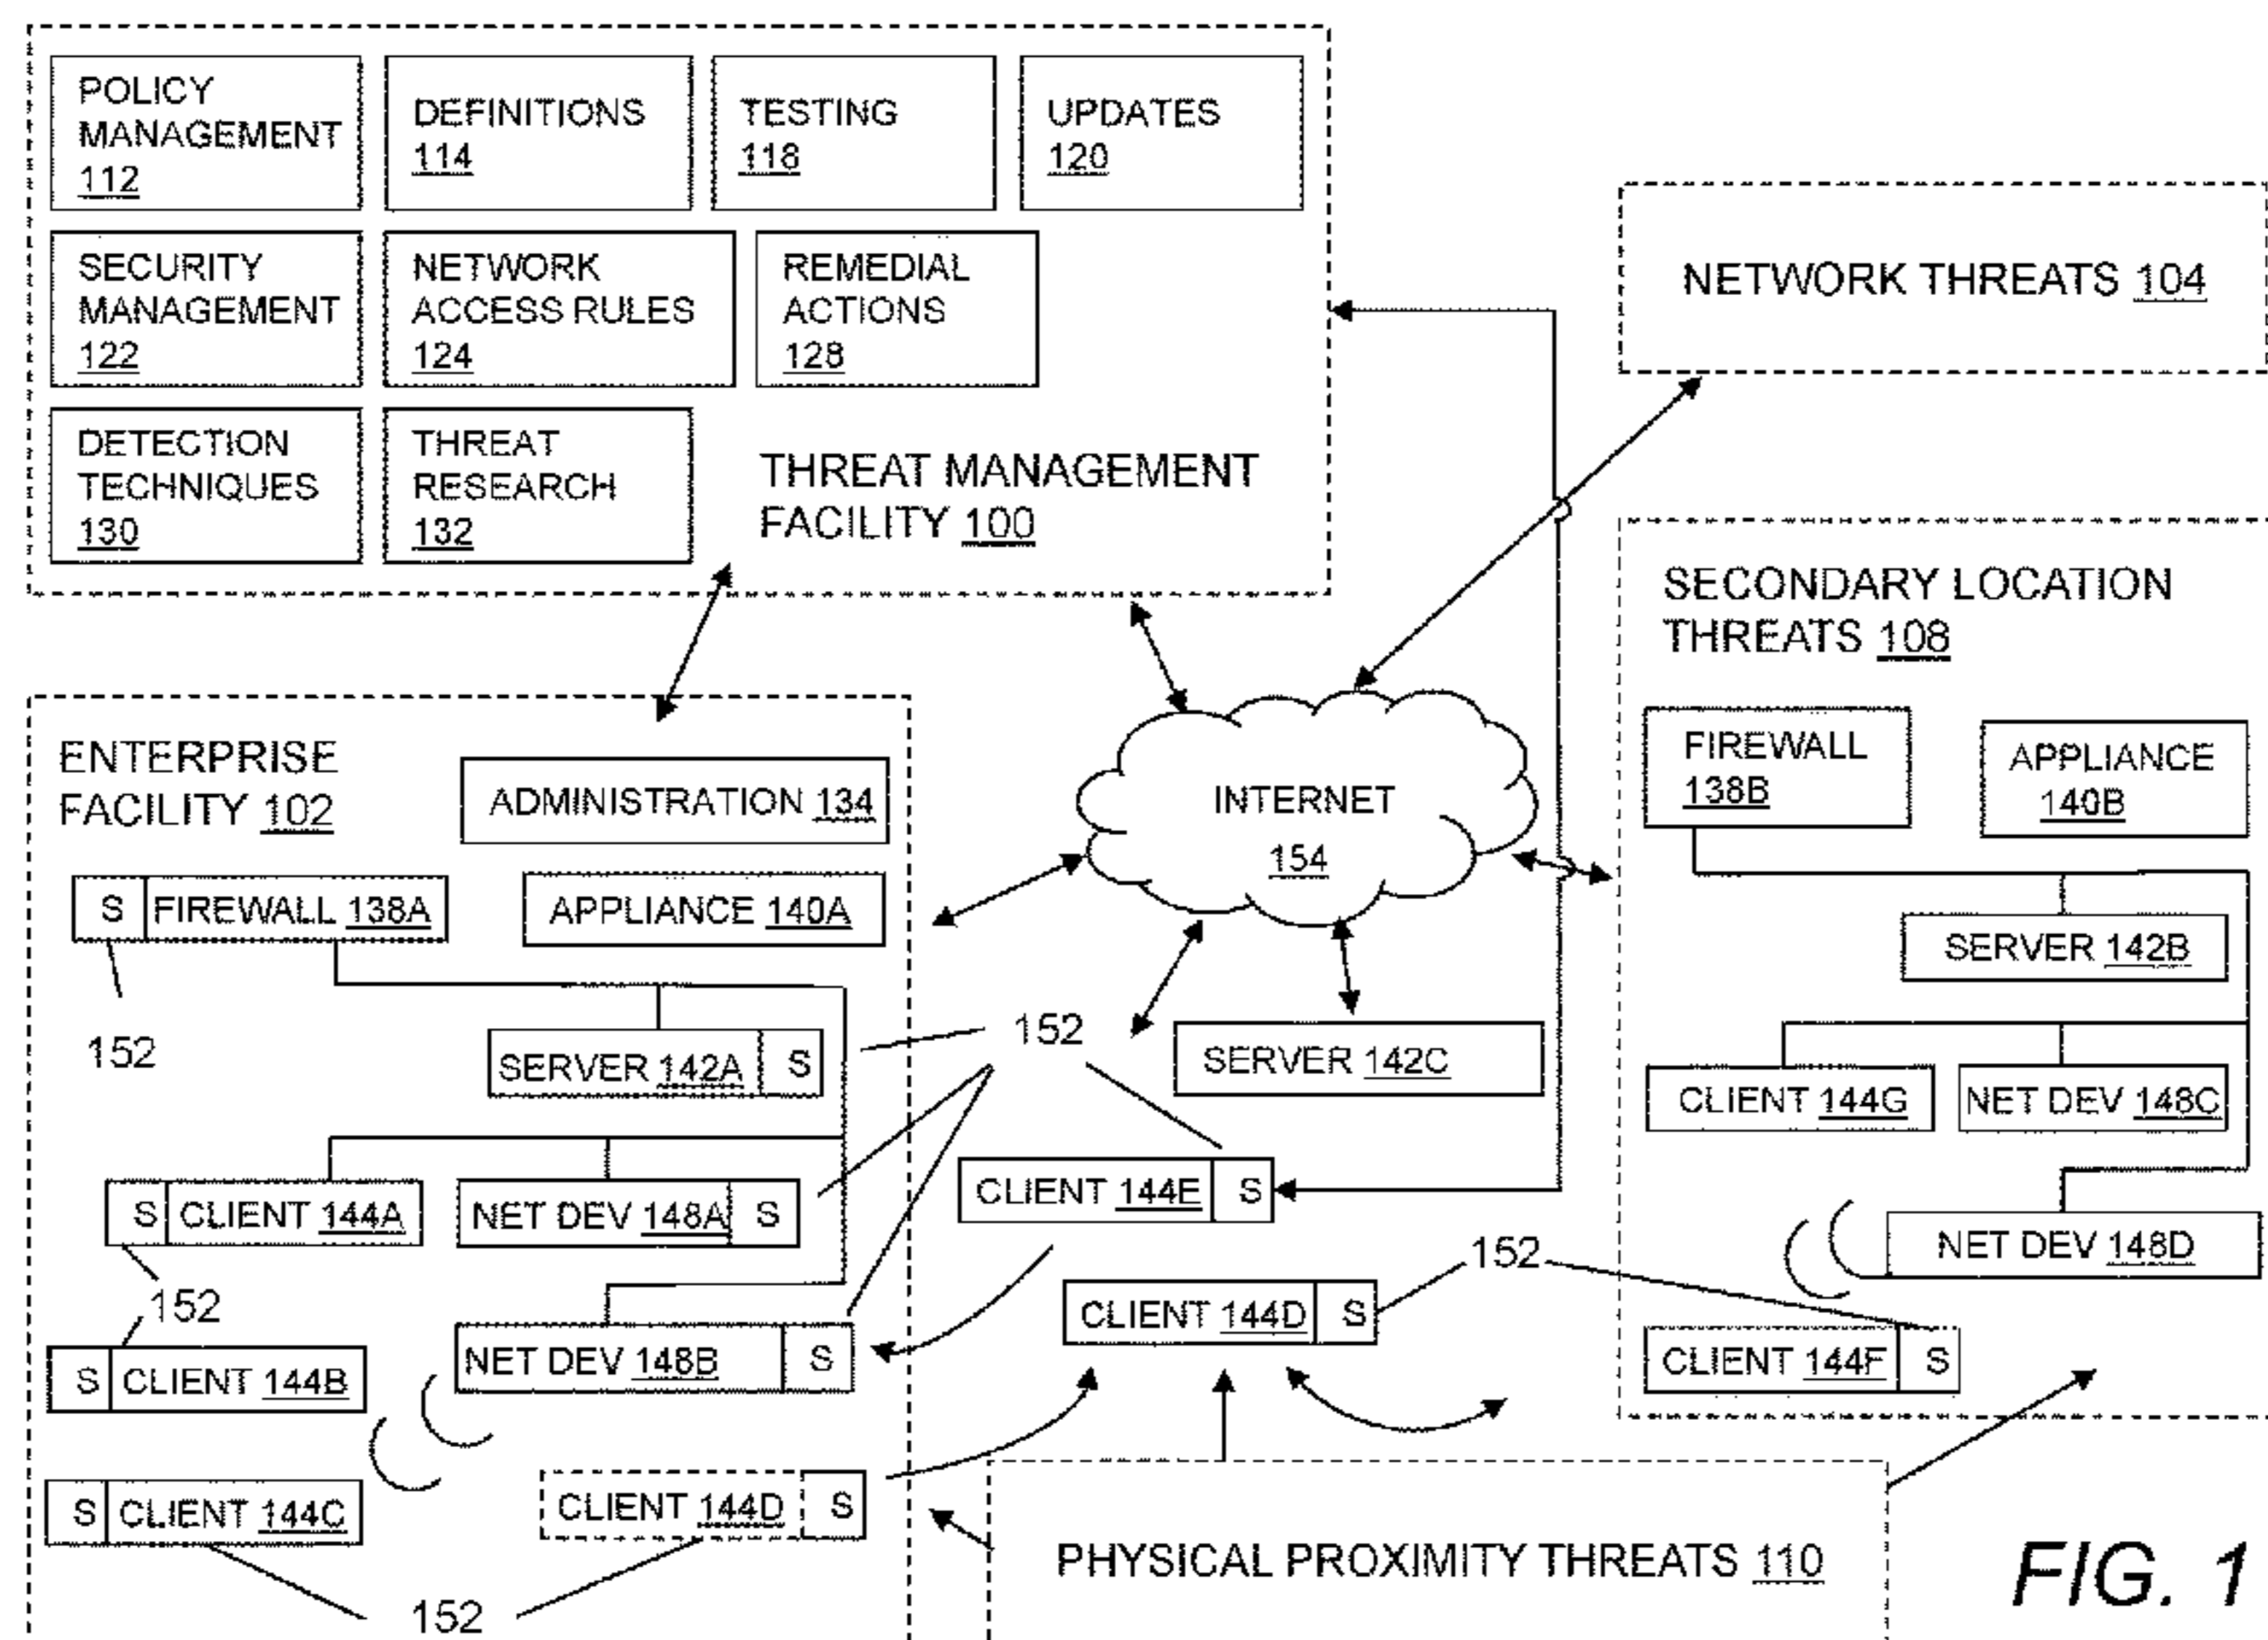 POLICY
MANAGEMENT
112
DEFINITIONS
114
TESTING
118
UPDATES
120
SECURITY
MANAGEMENT
122
NETWORK
ACCESS RULES
124
REMEDIAL
ACTIONS
128
DETECTION
TECHNIQUES
130
THREAT
RESEARCH
132
THREAT MANAGEMENT
FACILITY 100
NETWORK THREATS 104
SECONDARY LOCATION
THREATS 108
FIREWALL
138B
APPLIANCE
140B
SERVER 142B
CLIENT 144G
NET DEV 148C
NET DEV 148D
CLIENT 144F S
ENTERPRISE
FACILITY 102
ADMINISTRATION 134
S FIREWALL 138A
APPLIANCE 140A
152
SERVER 142A S
S CLIENT 144A
NET DEV 148A S
152
S CLIENT 144B
NET DEV 148B S
S CLIENT 144C
CLIENT 144D S
152
INTERNET
154
152
SERVER 142C
CLIENT 144E S
152
CLIENT 144D S
PHYSICAL PROXIMITY THREATS 110
FIG. 1